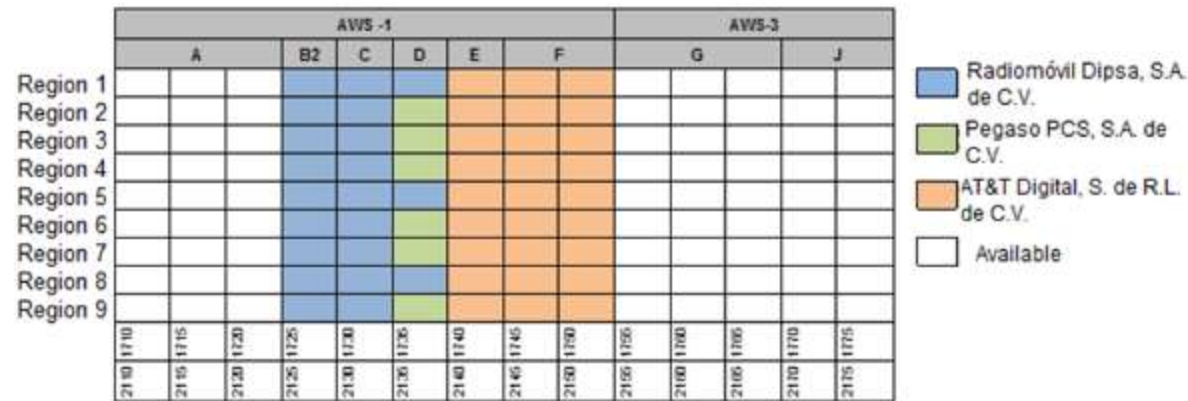 AWS -1 AWS-3
A B2 C D E F G J
Region 1
Region 2
Region 3
Region 4
Region 5
Region 6
Region 7
Region 8
Region 9
1710 1715 1720 1725 1730 1735 1740 1745 1750 1755 1760 1765 1770 1775
2110 2115 2120 2125 2130 2135 2140 2145 2150 2155 2160 2165 2170 2175
Radiomóvil Dipsa, S.A.
de C.V.
Pegaso PCS, S.A. de
C.V.
AT&T Digital, S. de R.L.
de C.V.
Available